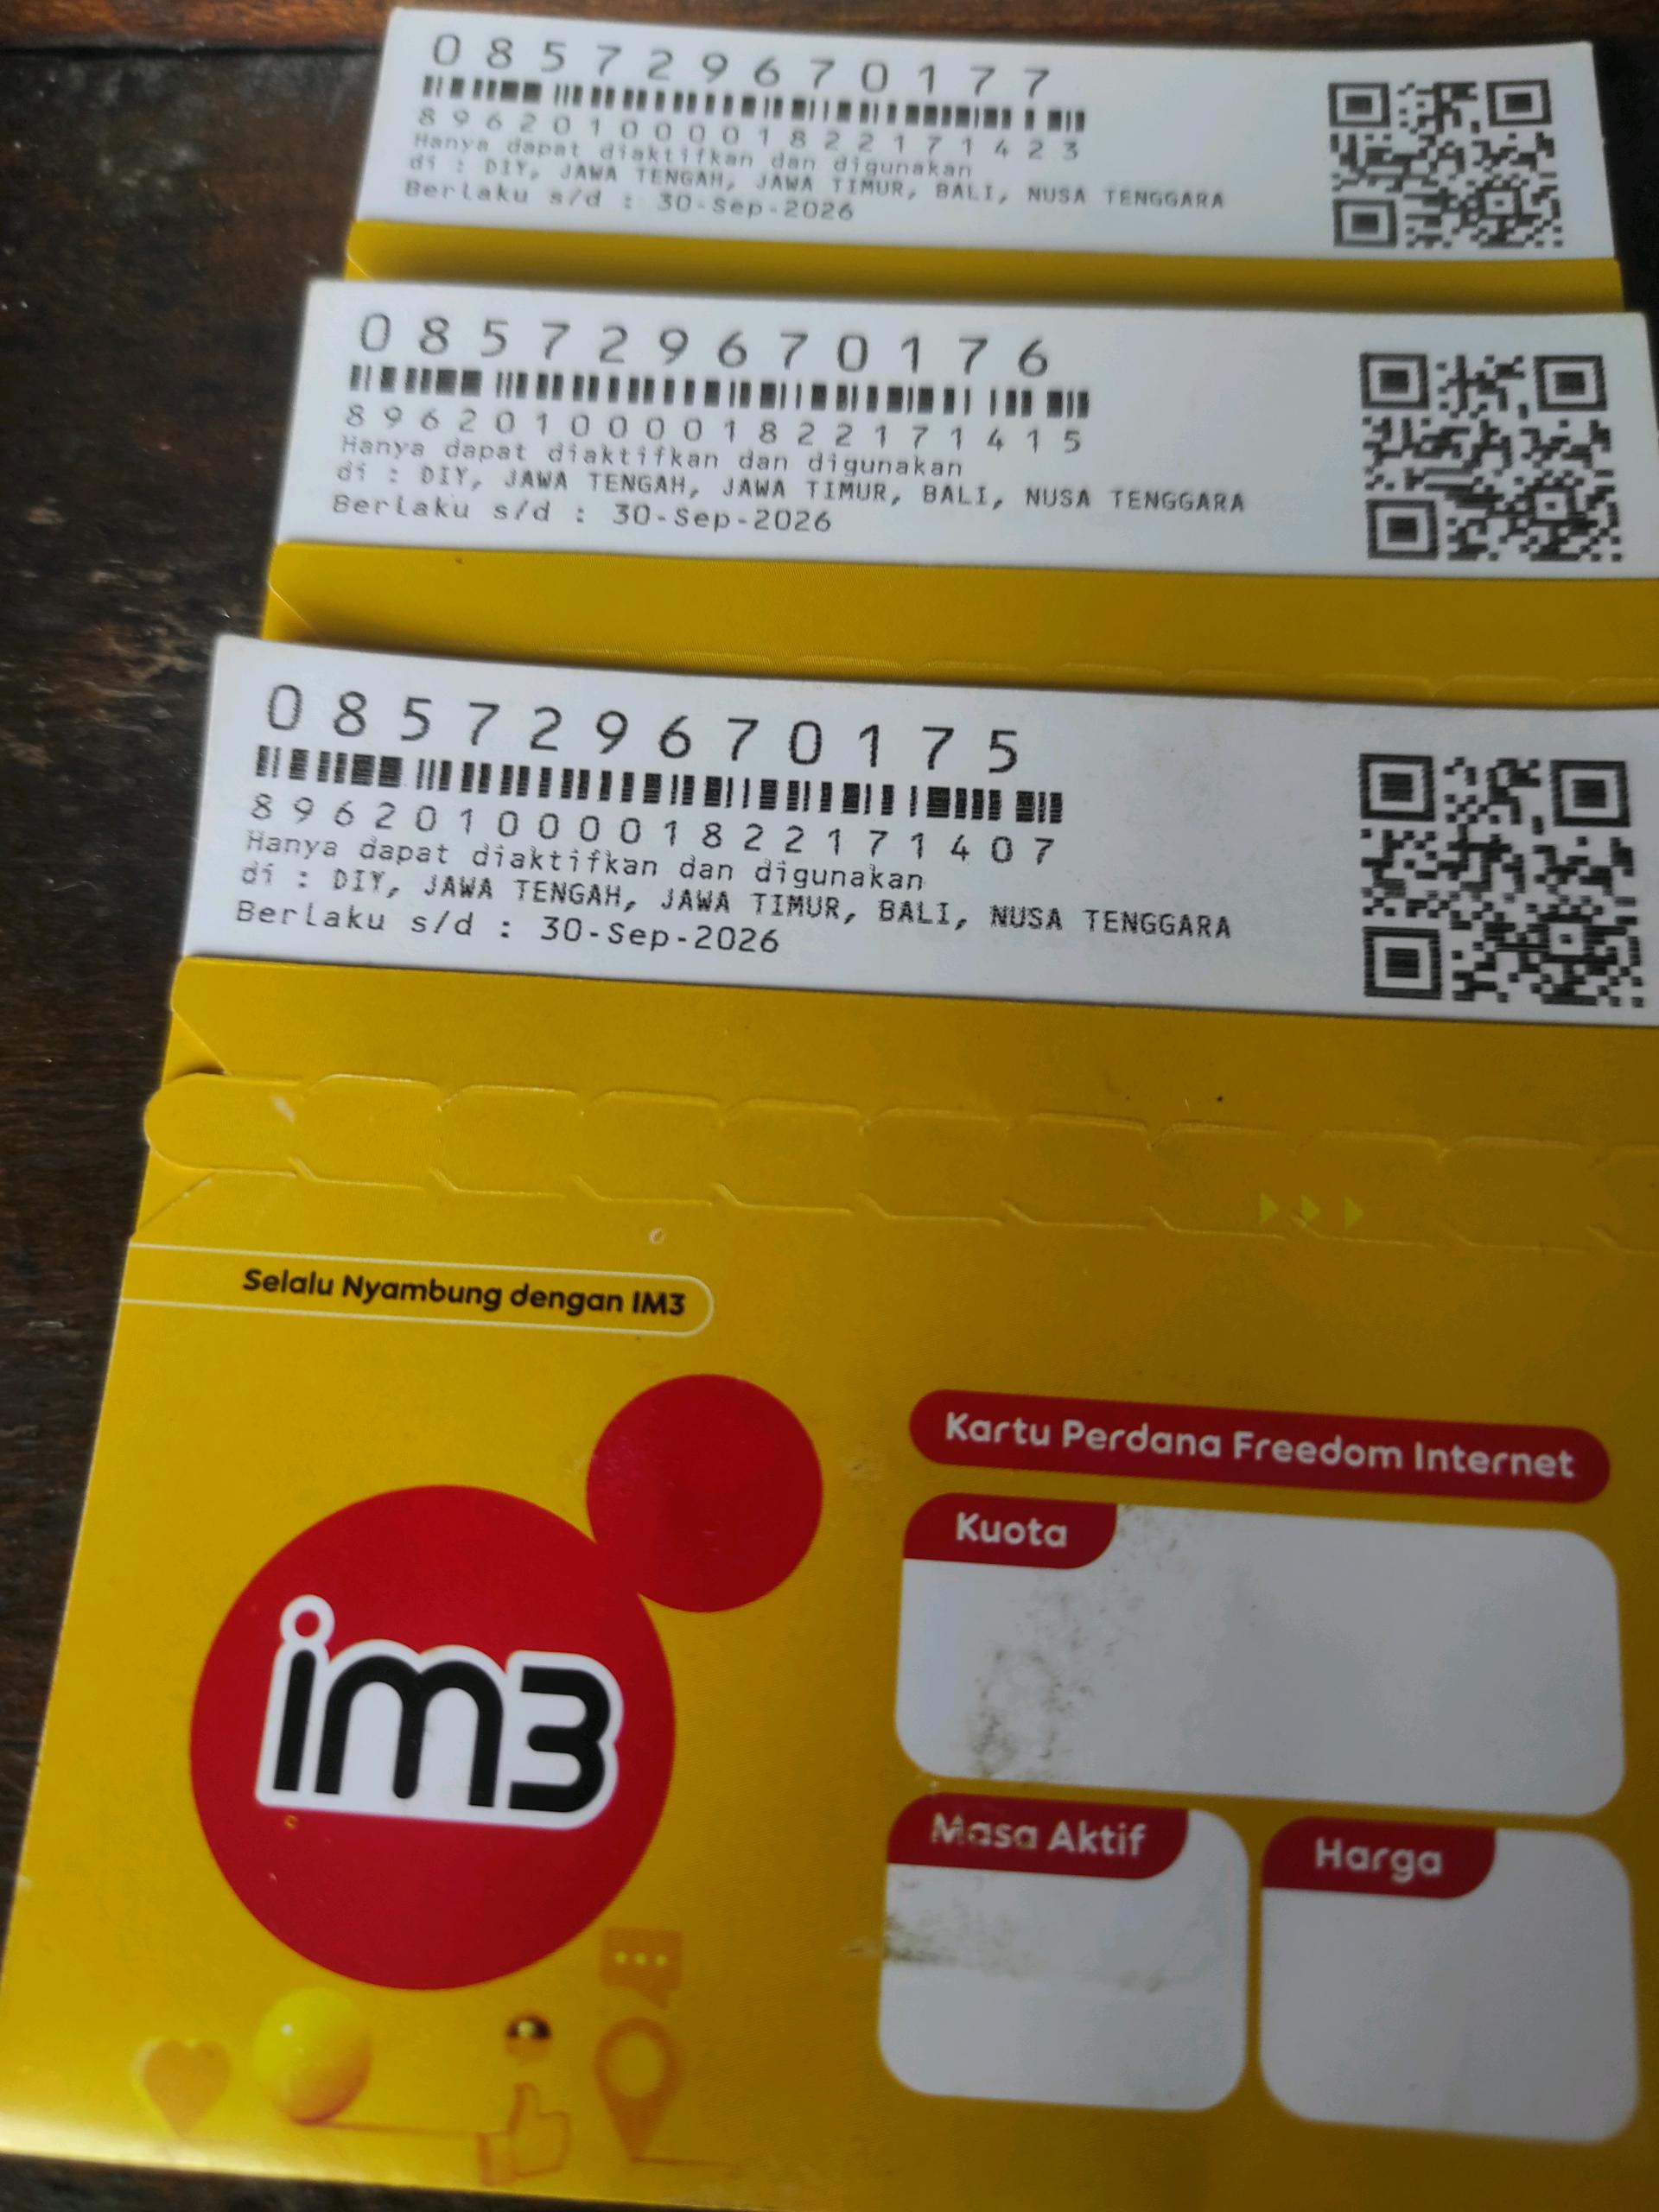 085729670177
8962010000182217142 3
Hanya dapat diaktifkan dan digunakan
di : DIY, JAWA TENGAH, JAWA TIMUR, BALI, NUSA TENGGARA
Berlaku s/d : 30-Sep-2026
085729670176
8962010000182217141 5
Hanya dapat diaktifkan dan digunakan
di : DIY, JAWA TENGAH, JAWA TIMUR, BALI, NUSA TENGGARA
Berlaku s/d : 30-Sep-2026
085729670175
8962010000182217140 7
Hanya dapat diaktifkan dan digunakan
di : DIY, JAWA TENGAH, JAWA TIMUR, BALI, NUSA TENGGARA
Berlaku s/d : 30-Sep-2026
Selalu Nyambung dengan IM3
Kartu Perdana Freedom Internet
Kuota
im3
Masa Aktif
Harga